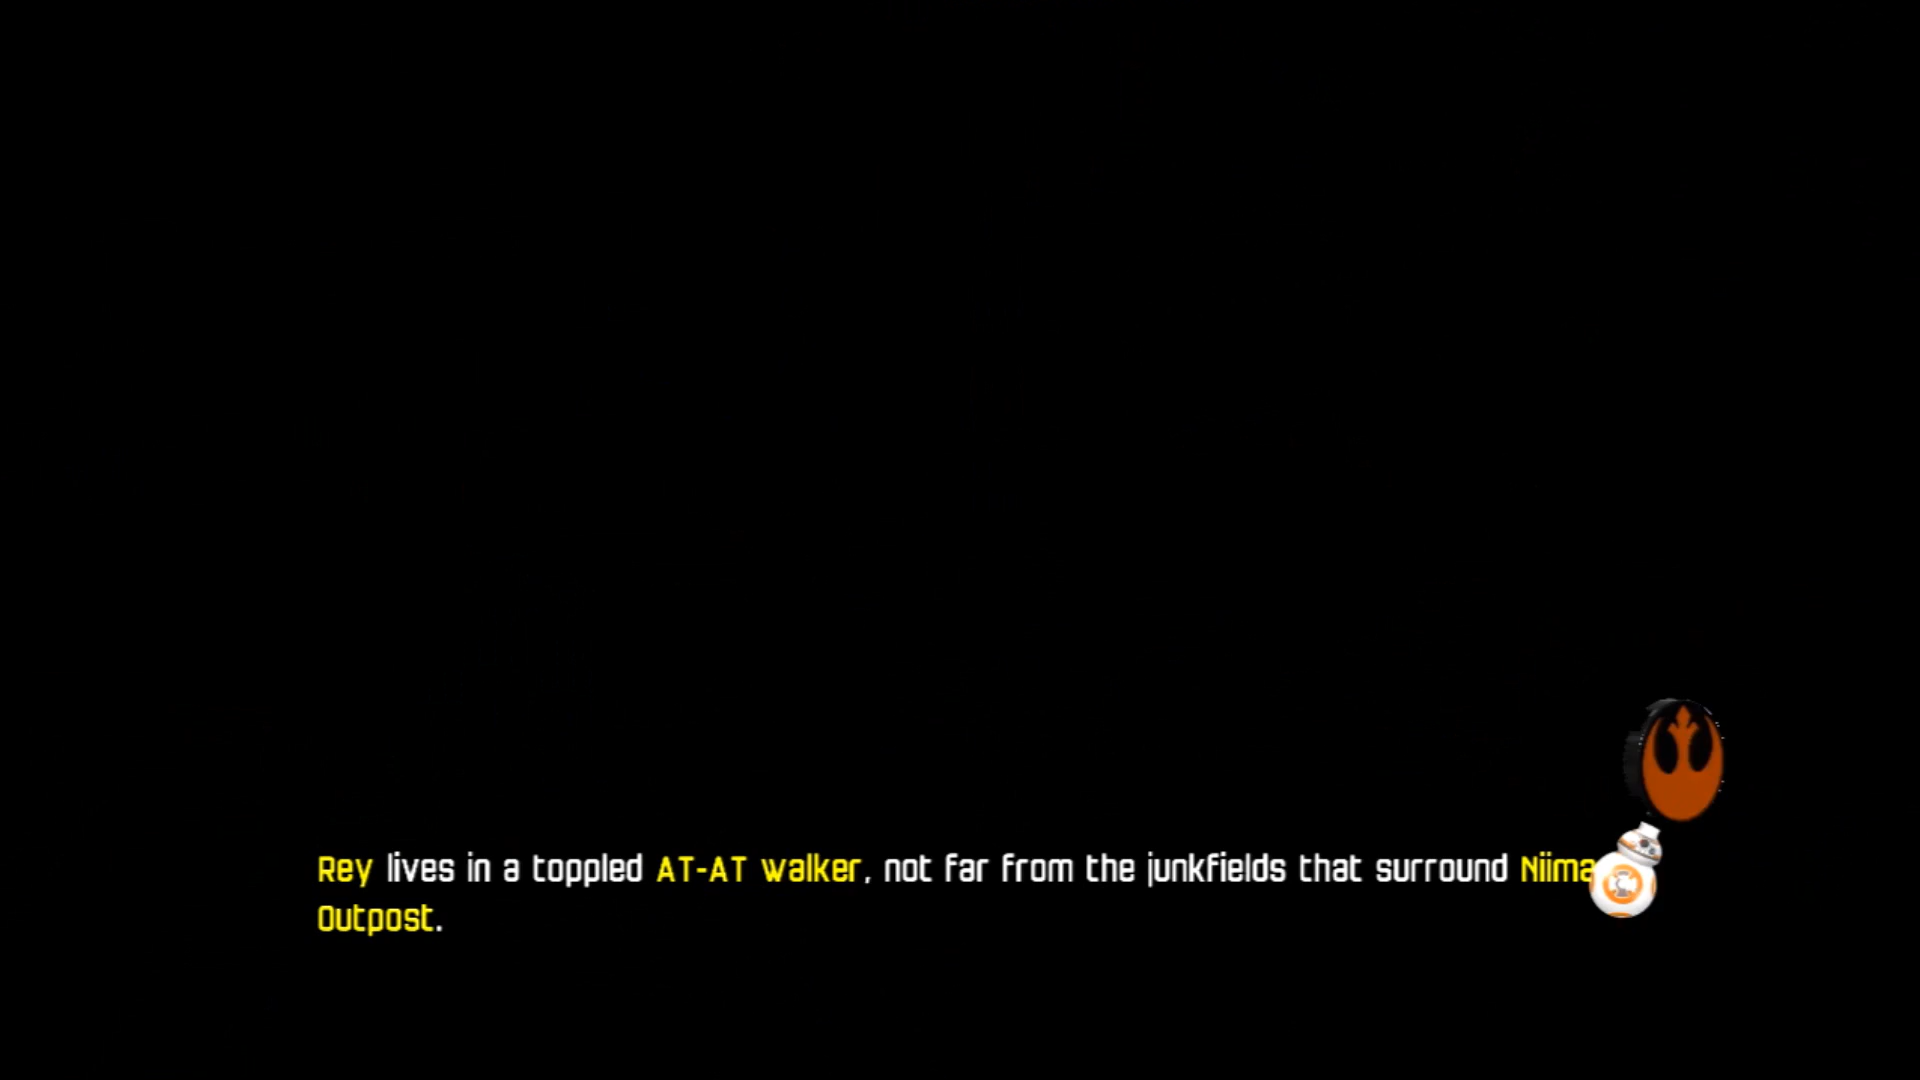 Rey lives in a toppled AT-AT walker, not far from the junkfields that surround Niima
Outpost.